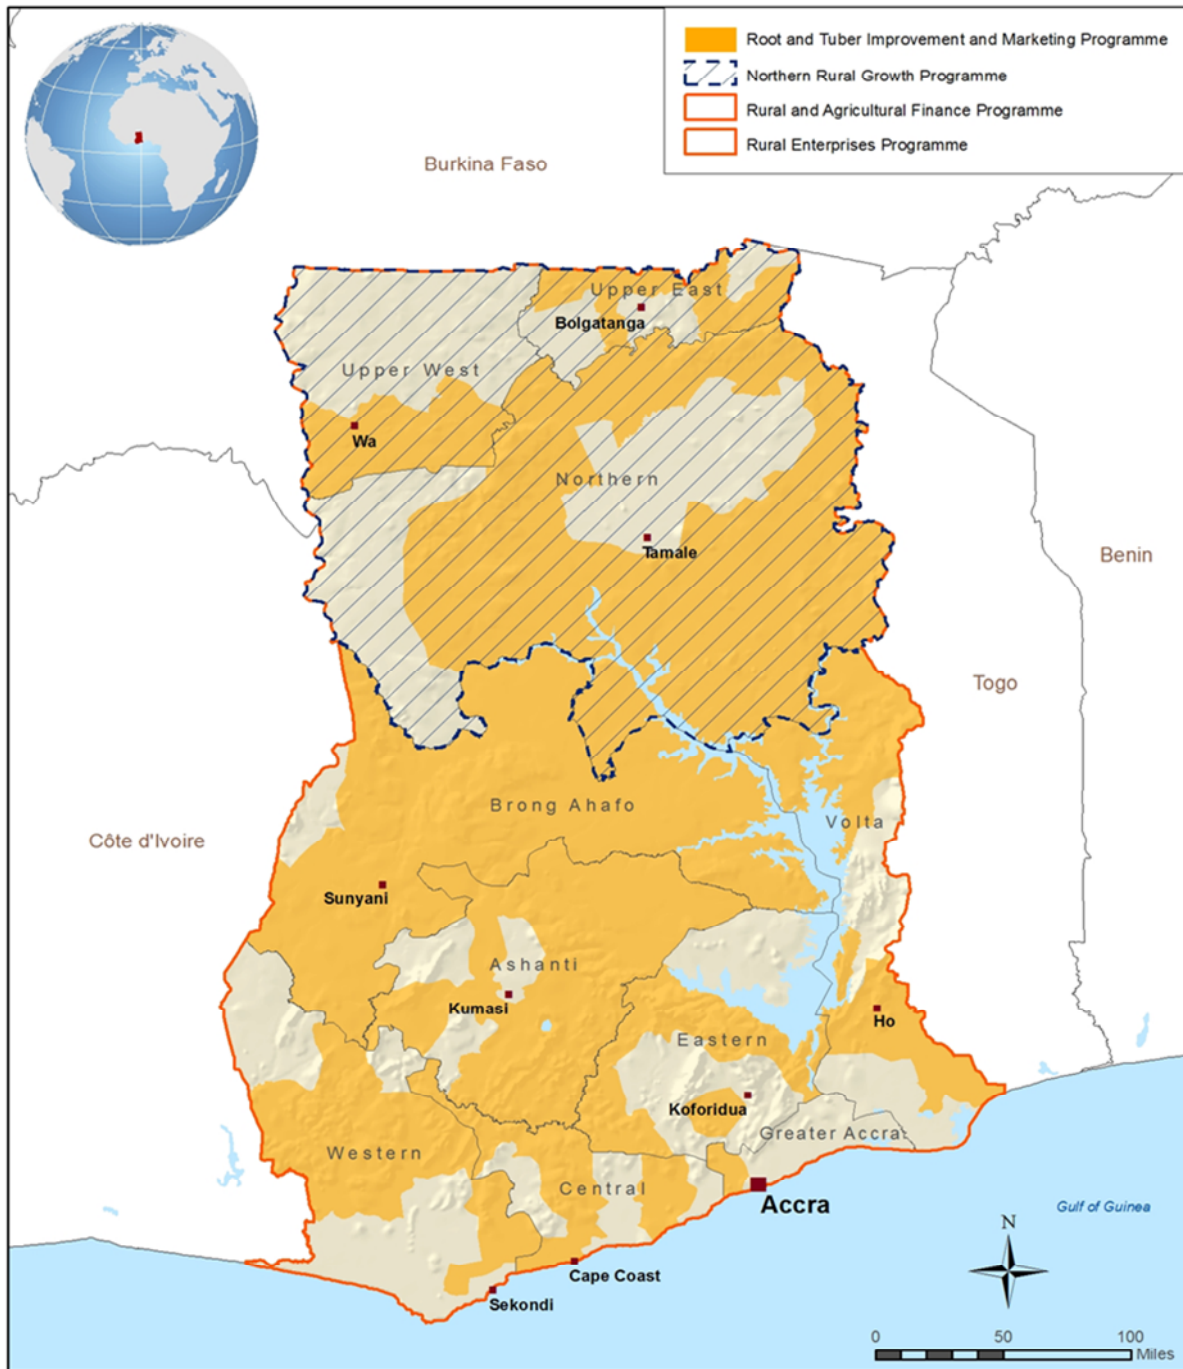 Root and Tuber Improvement and Marketing Programme
Northern Rural Growth Programme
Rural and Agricultural Finance Programme
Rural Enterprises Programme
Burkina Faso
Upper East
Bolgatanga
Upper West
Wa
Northern
Tamale
Benin
Togo
Brong Ahafo
Volta
Côte d'Ivoire
Sunyani
Ashanti
Kumasi
Ho
Eastern
Koforidua
Greater Accra
Western
Central
Accra
Gulf of Guinea
N
Cape Coast
Sekondi
0 50 100
Miles